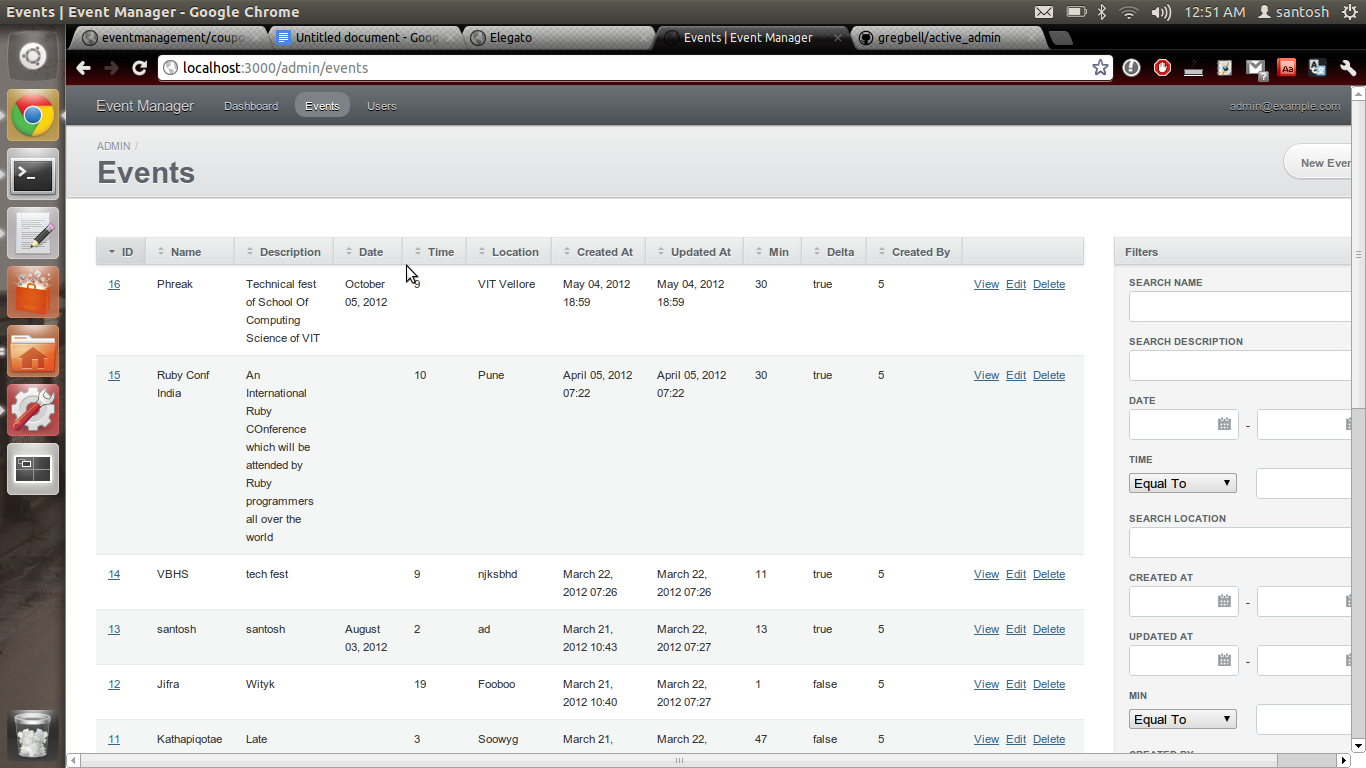 Events | Event Manager - Google Chrome
12:51 AM santosh
eventmanagement/coupo
Untitled document - Goog
Elegato
Events | Event Manager
gregbell/active_admin
localhost:3000/admin/events
Event Manager Dashboard Events Users admin@example.com
ADMIN /
Events
New Even
ID Name Description Date Time Location Created At Updated At Min Delta Created By
16 Phreak Technical fest October 9 VIT Vellore May 04, 2012 May 04, 2012 30 true 5 View Edit Delete
of School Of 05, 2012 18:59 18:59
Computing
Science of VIT
15 Ruby Conf An 10 Pune April 05, 2012 April 05, 2012 30 true 5 View Edit Delete
India International 07:22 07:22
Ruby
COnference
which will be
attended by
Ruby
programmers
all over the
world
14 VBHS tech fest 9 njksbhd March 22, March 22, 11 true 5 View Edit Delete
2012 07:26 2012 07:26
13 santosh santosh August 2 ad March 21, March 22, 13 true 5 View Edit Delete
03, 2012 2012 10:43 2012 07:27
12 Jifra Wityk 19 Fooboo March 21, March 22, 1 false 5 View Edit Delete
2012 10:40 2012 07:27
11 Kathapiqotae Late 3 Soowyg March 21, March 22, 47 false 5 View Edit Delete
Filters
SEARCH NAME
SEARCH DESCRIPTION
DATE
-
TIME
Equal To
SEARCH LOCATION
CREATED AT
-
UPDATED AT
-
MIN
Equal To
CREATED BY